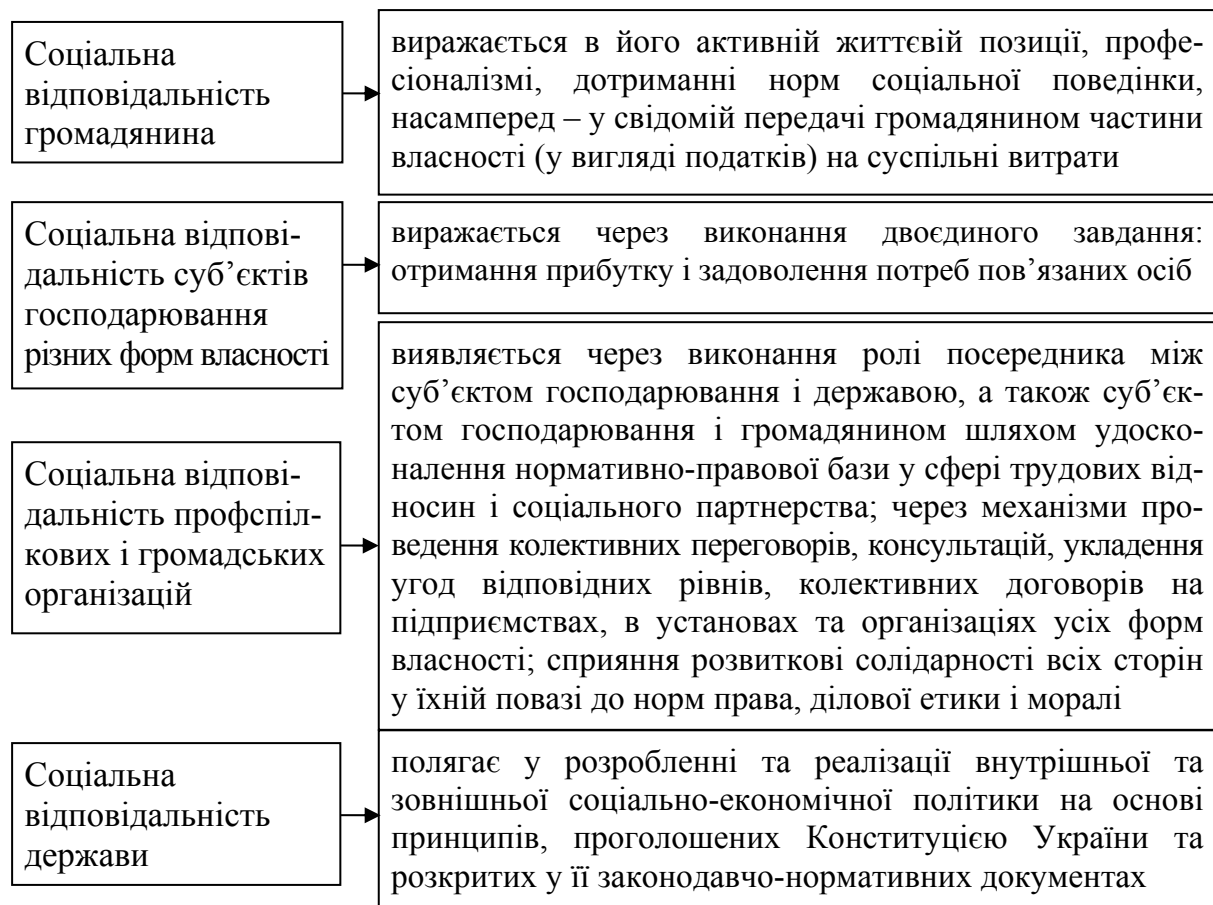 Соціальна
відповідальність
громадянина
виражається в його активній життєвій позиції, профе-
сіоналізмі, дотриманні норм соціальної поведінки,
насамперед – у свідомій передачі громадянином частини
власності (у вигляді податків) на суспільні витрати
Соціальна відпові-
дальність суб’єктів
господарювання
різних форм власності
виражається через виконання двоєдиного завдання:
отримання прибутку і задоволення потреб пов’язаних осіб
Соціальна відпові-
дальність профспіл-
кових і громадських
організацій
виявляється через виконання ролі посередника між
суб’єктом господарювання і державою, а також суб’єк-
том господарювання і громадянином шляхом удоско-
налення нормативно-правової бази у сфері трудових від-
носин і соціального партнерства; через механізми про-
ведення колективних переговорів, консультацій, укладення
угод відповідних рівнів, колективних договорів на
підприємствах, в установах та організаціях усіх форм
власності; сприяння розвиткові солідарності всіх сторін
у їхній повазі до норм права, ділової етики і моралі
Соціальна
відповідальність
держави
полягає у розробленні та реалізації внутрішньої та
зовнішньої соціально-економічної політики на основі
принципів, проголошених Конституцією України та
розкритих у її законодавчо-нормативних документах